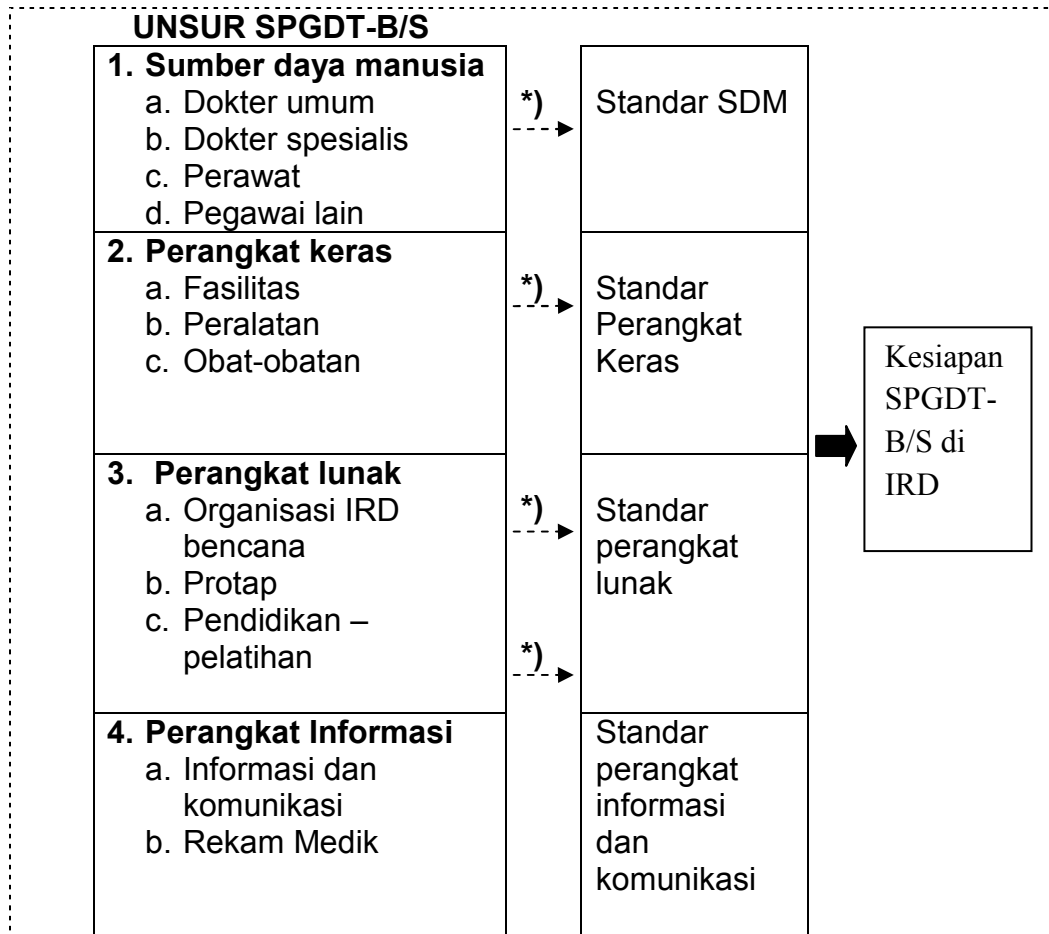 UNSUR SPGDT-B/S
1. Sumber daya manusia
a. Dokter umum
b. Dokter spesialis
c. Perawat
d. Pegawai lain
*)
Standar SDM
2. Perangkat keras
a. Fasilitas
b. Peralatan
c. Obat-obatan
*)
Standar
Perangkat
Keras
3. Perangkat lunak
a. Organisasi IRD
bencana
b. Protap
c. Pendidikan –
pelatihan
*)
*)
Standar
perangkat
lunak
4. Perangkat Informasi
a. Informasi dan
komunikasi
b. Rekam Medik
Standar
perangkat
informasi
dan
komunikasi
Kesiapan
SPGDT-
B/S di
IRD